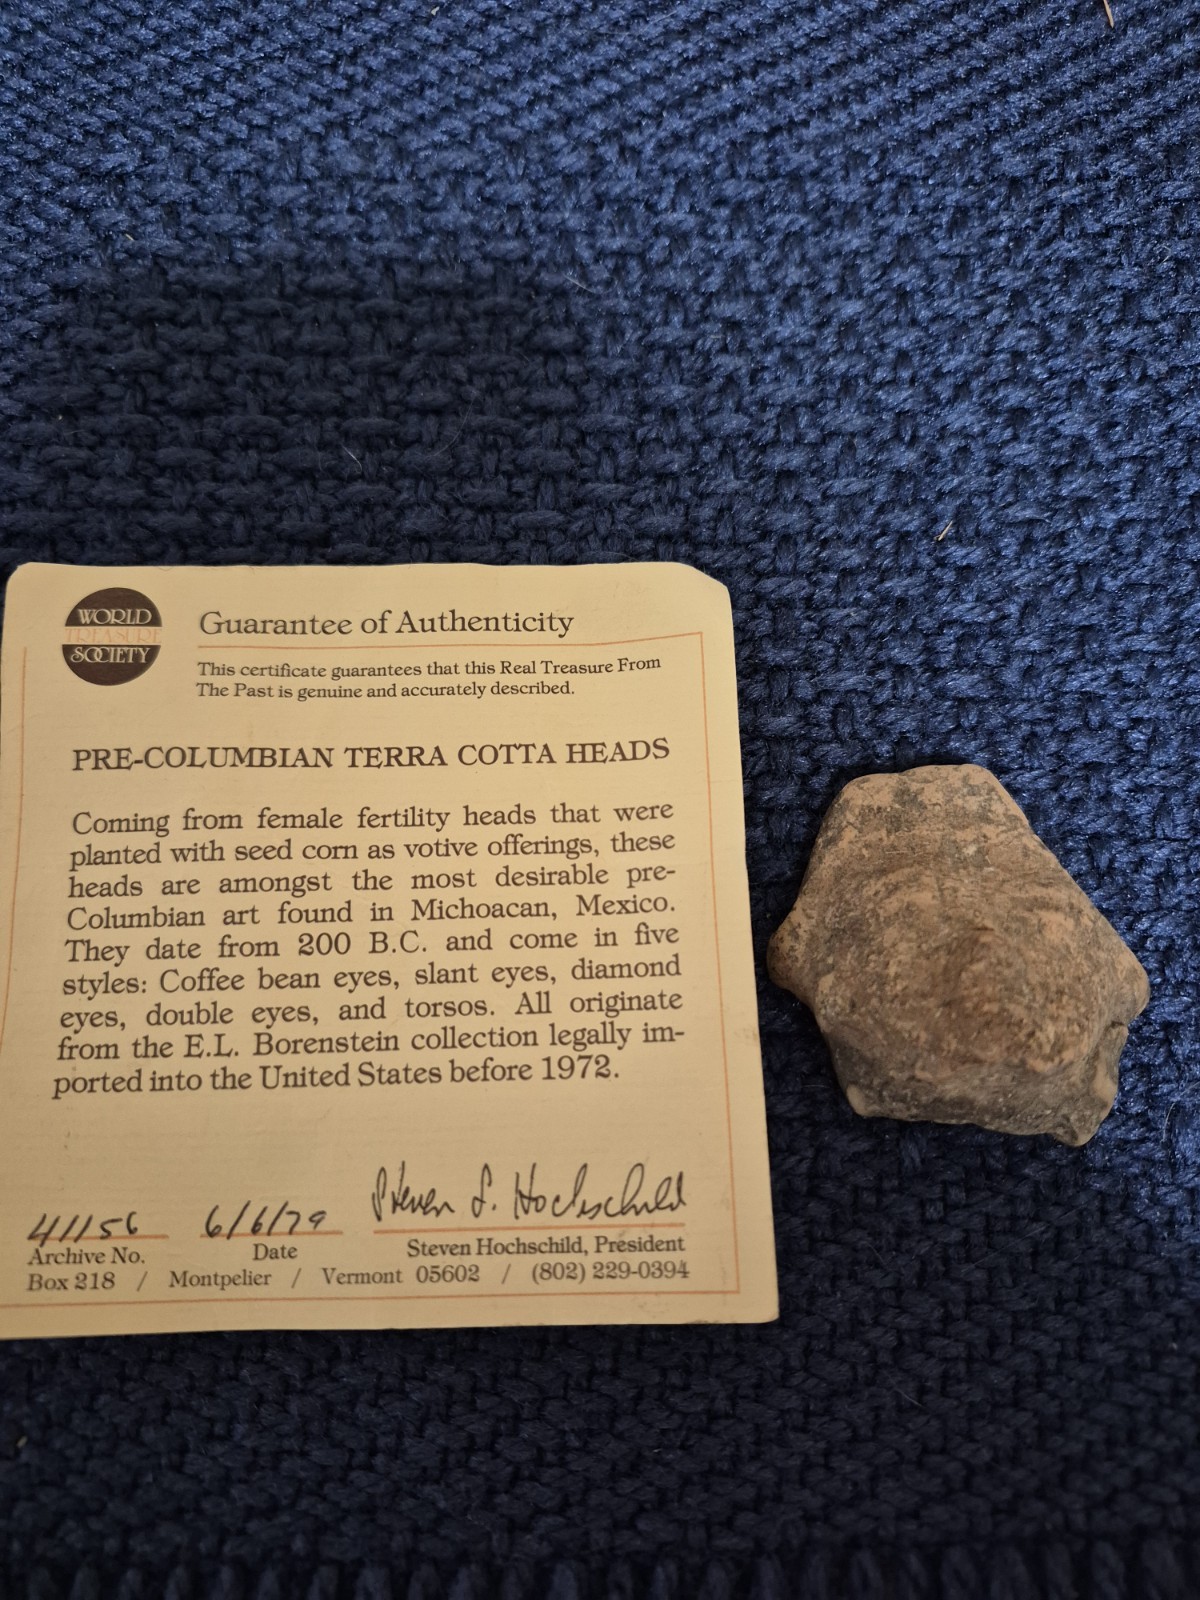 WORLD
TREASURE
SOCIETY
Guarantee of Authenticity
This certificate guarantees that this Real Treasure From
The Past is genuine and accurately described.
PRE-COLUMBIAN TERRA COTTA HEADS
Coming from female fertility heads that were
planted with seed corn as votive offerings, these
heads are amongst the most desirable pre-
Columbian art found in Michoacan, Mexico.
They date from 200 B.C. and come in five
styles: Coffee bean eyes, slant eyes, diamond
eyes, double eyes, and torsos. All originate
from the E.L. Borenstein collection legally im-
ported into the United States before 1972.
41156 6/6/79 Steven S. Hochschild
Archive No. Date Steven Hochschild, President
Box 218 / Montpelier / Vermont 05602 / (802) 229-0394